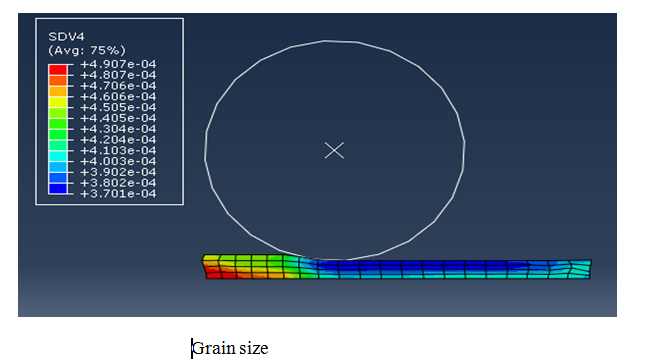 SDV4
(Avg: 75%)
+4.907e-04
+4.807e-04
+4.706e-04
+4.606e-04
+4.505e-04
+4.405e-04
+4.304e-04
+4.204e-04
+4.103e-04
+4.003e-04
+3.902e-04
+3.802e-04
+3.701e-04
Grain size